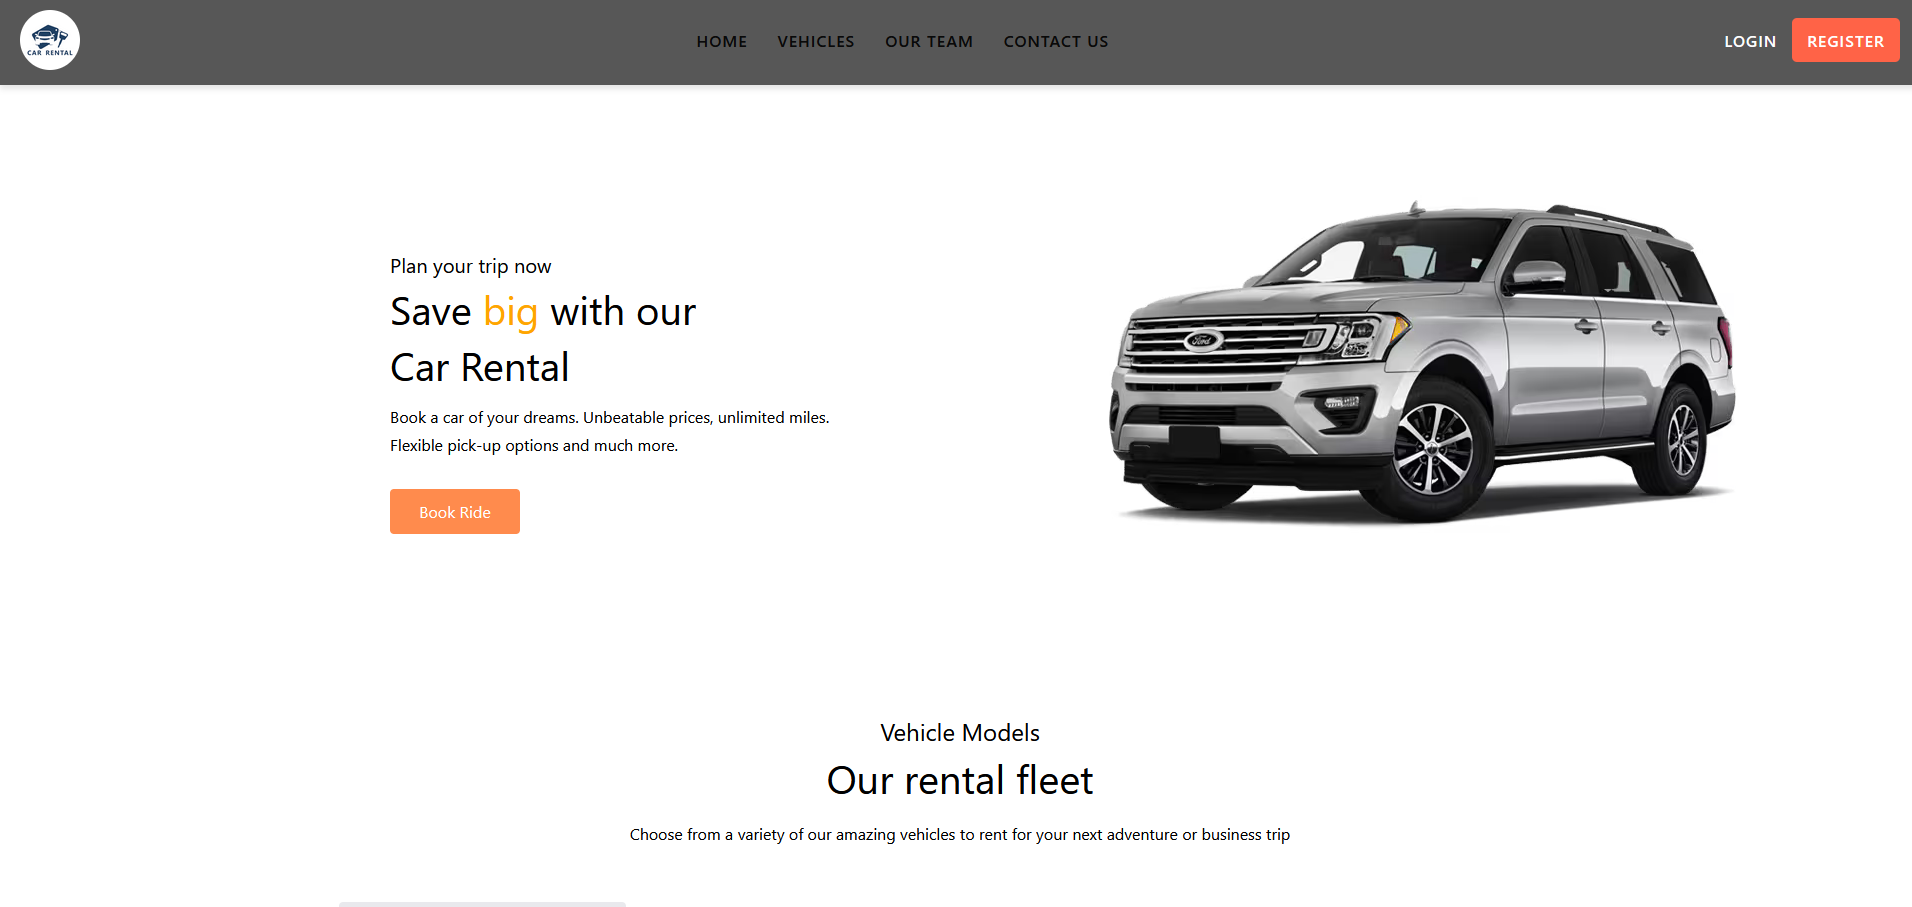 CAR RENTAL
HOME VEHICLES OUR TEAM CONTACT US
LOGIN REGISTER
Plan your trip now
Save big with our
Car Rental
Book a car of your dreams. Unbeatable prices, unlimited miles.
Flexible pick-up options and much more.
Book Ride
Ford
Vehicle Models
Our rental fleet
Choose from a variety of our amazing vehicles to rent for your next adventure or business trip